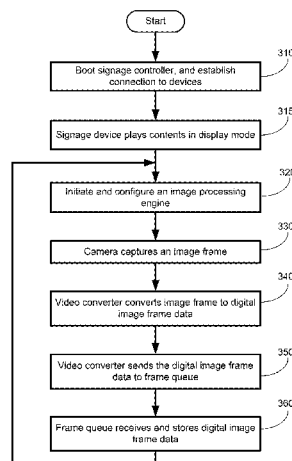 Start
310
Boot signage controller, and establish
connection to devices
315
Signage device plays contents in display mode
320
Initiate and configure an image processing
engine
330
Camera captures an image frame
340
Video converter converts image frame to digital
image frame data
350
Video converter sends the digital image frame
data to frame queue
360
Frame queue receives and stores digital image
frame data